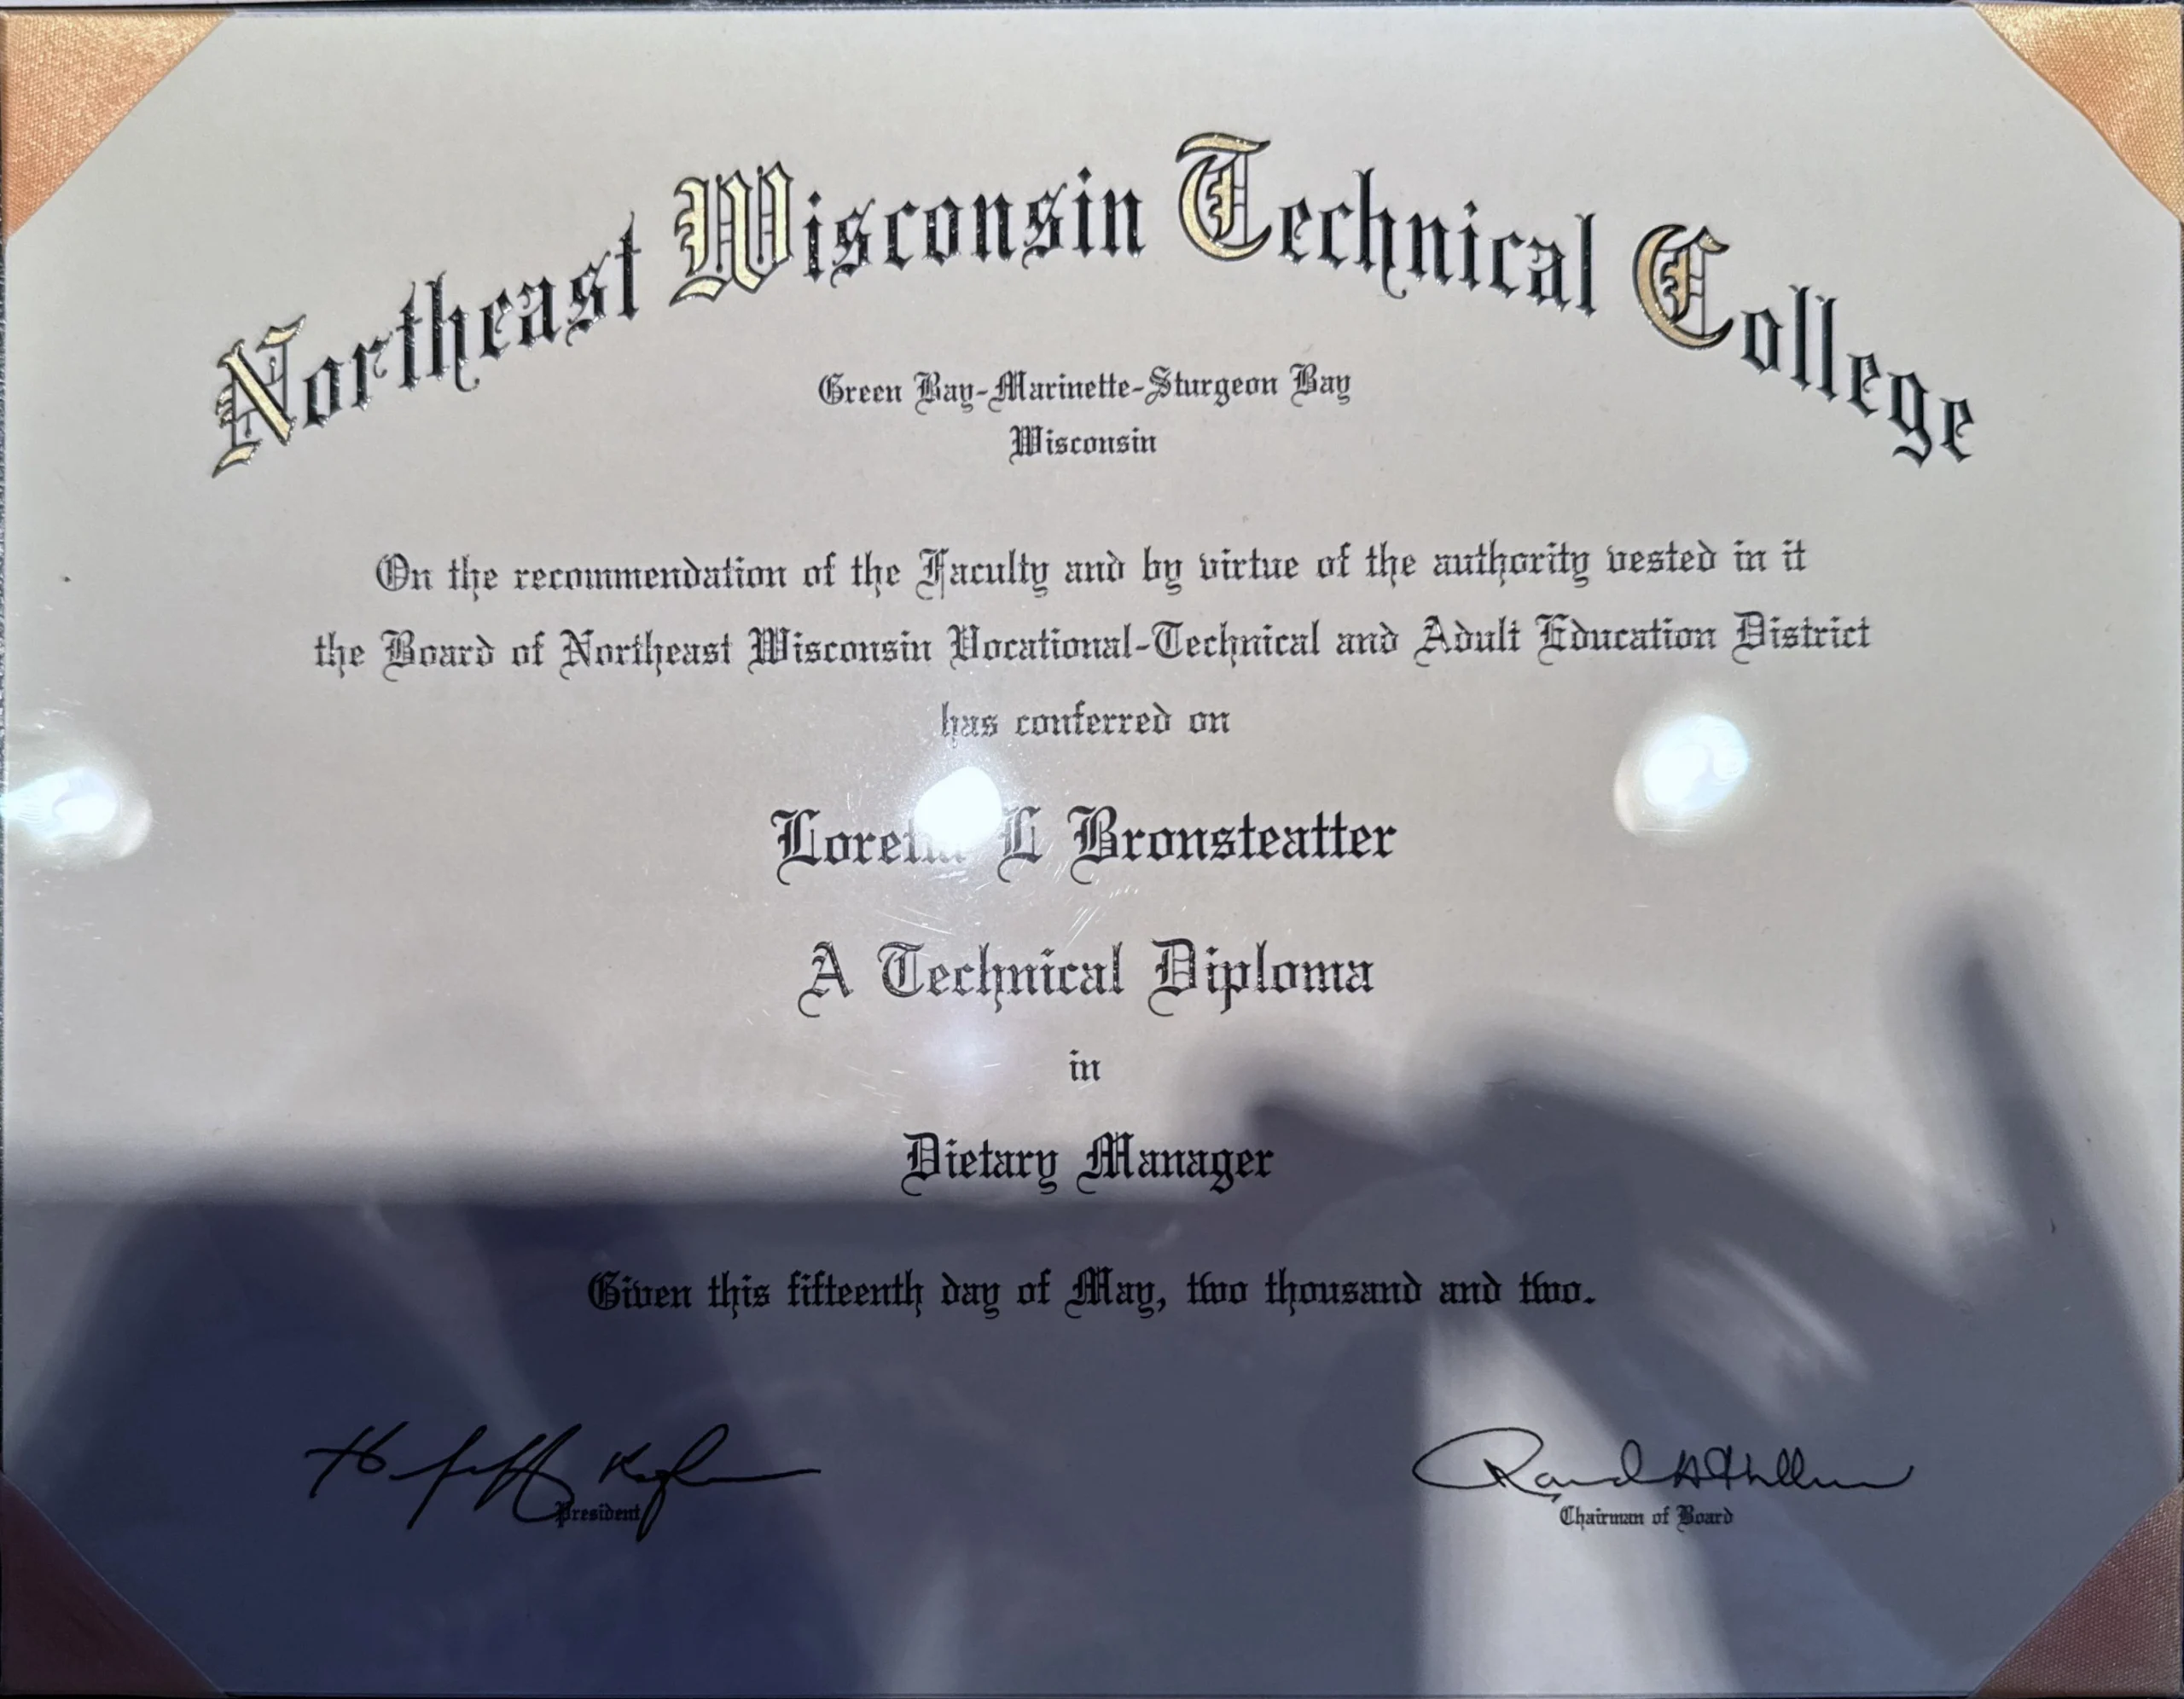 Northeast Wisconsin Technical College
Green Bay-Marinette-Sturgeon Bay
Wisconsin
On the recommendation of the Faculty and by virtue of the authority vested in it
the Board of Northeast Wisconsin Vocational-Technical and Adult Education District
has conferred on
L Bronsteatter
A Technical Diploma
in
Dietary Manager
Given this fifteenth day of May, two thousand and two.
President
Chairman of Board